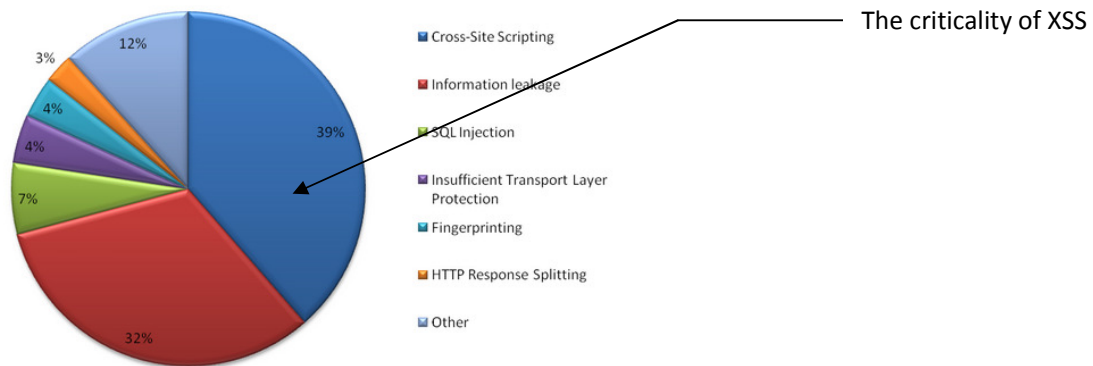 The criticality of XSS
12%
3%
4%
4%
7%
39%
32%
Cross-Site Scripting
Information leakage
SQL Injection
Insufficient Transport Layer
Protection
Fingerprinting
HTTP Response Splitting
Other